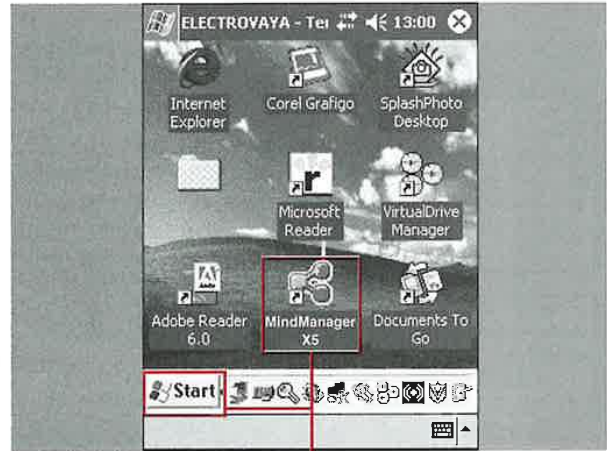 ELECTROVAYA - Ter 13:00
Internet Explorer
Corel Grafigo
SplashPhoto Desktop
Microsoft Reader
VirtualDrive Manager
Adobe Reader 6.0
MindManager X5
Documents To Go
Start